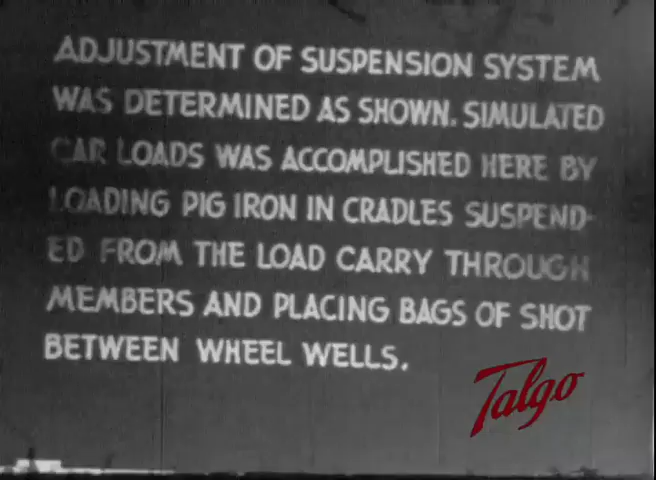 ADJUSTMENT OF SUSPENSION SYSTEM
WAS DETERMINED AS SHOWN. SIMULATED
CAR LOADS WAS ACCOMPLISHED HERE BY
LOADING PIG IRON IN CRADLES SUSPEND-
ED FROM THE LOAD CARRY THROUGH
MEMBERS AND PLACING BAGS OF SHOT
BETWEEN WHEEL WELLS.
Talgo